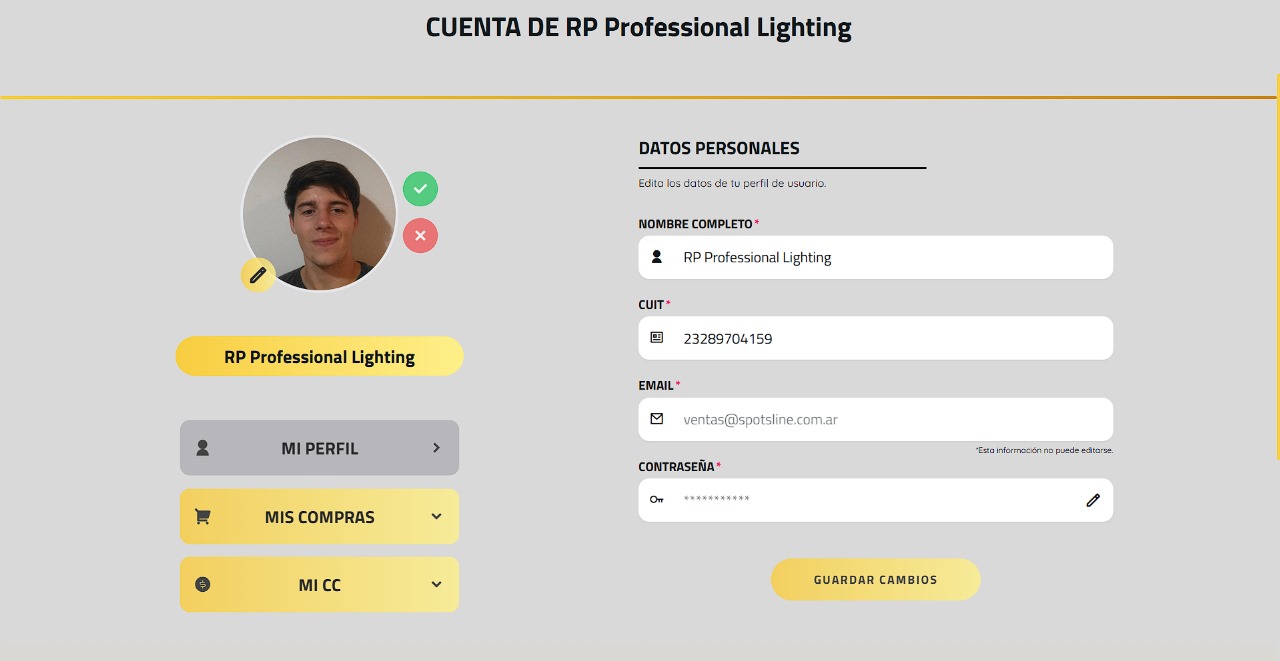 CUENTA DE RP Professional Lighting
RP Professional Lighting
MI PERFIL
MIS COMPRAS
MI CC
DATOS PERSONALES
Edita los datos de tu perfil de usuario.
NOMBRE COMPLETO*
RP Professional Lighting
CUIT*
23289704159
EMAIL*
ventas@spotsline.com.ar
*Esta información no puede editarse.
CONTRASEÑA*
***********
GUARDAR CAMBIOS